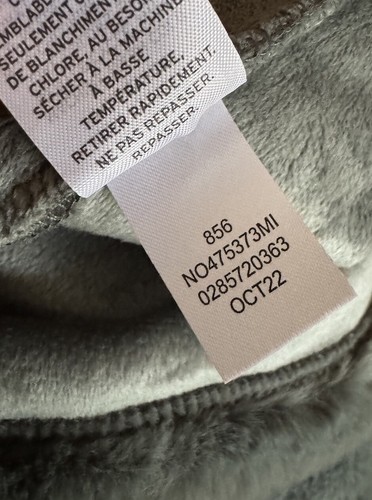 SEULEMENT
DE BLANCHIMENT
CHLORE, AU BESOIN
SÉCHER À LA MACHINE
À BASSE
TEMPÉRATURE.
RETIRER RAPIDEMENT.
NE PAS REPASSER.
REPASSER.
856
NO475373MI
0285720363
OCT22